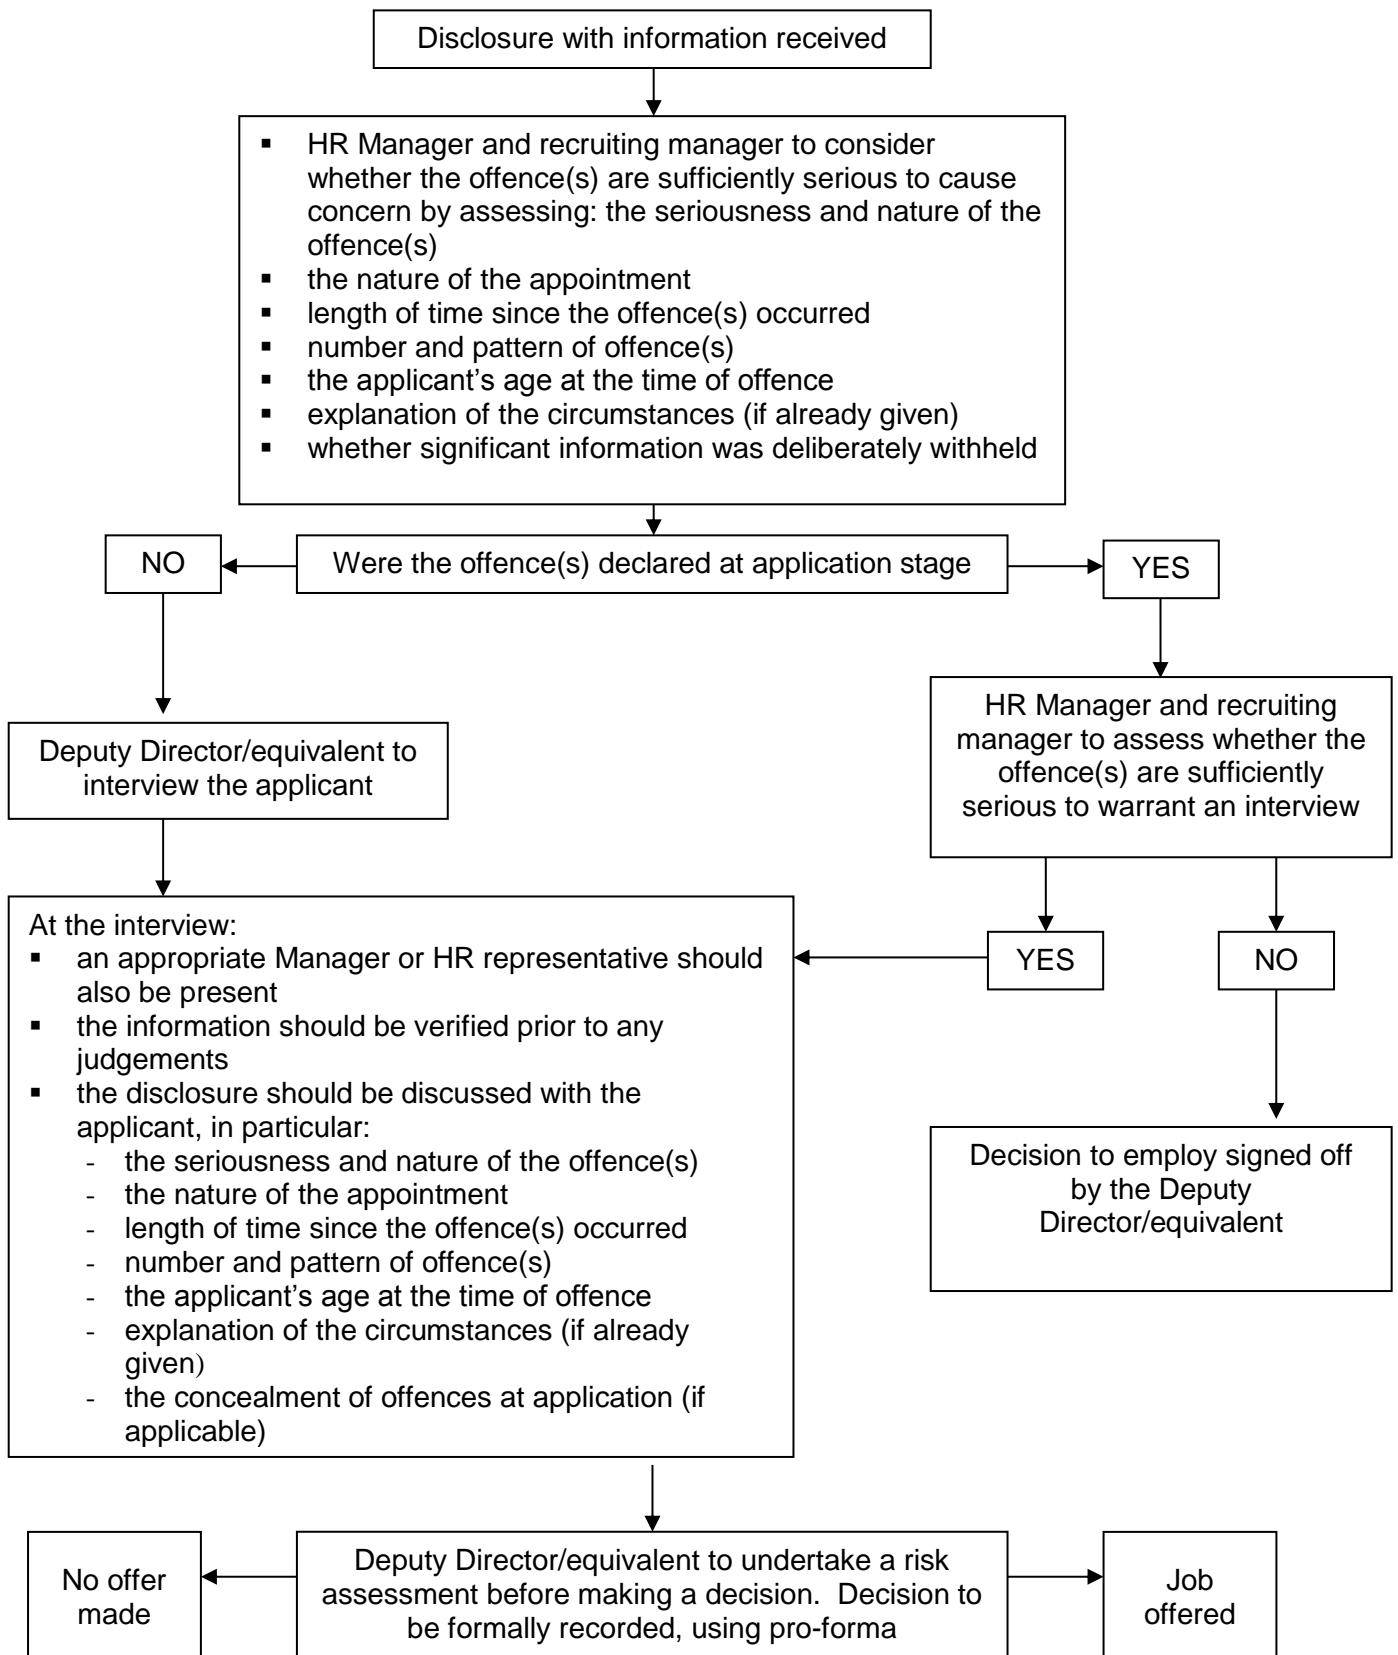 Disclosure with information received
▪ HR Manager and recruiting manager to consider
whether the offence(s) are sufficiently serious to cause
concern by assessing: the seriousness and nature of the
offence(s)
▪ the nature of the appointment
▪ length of time since the offence(s) occurred
▪ number and pattern of offence(s)
▪ the applicant’s age at the time of offence
▪ explanation of the circumstances (if already given)
▪ whether significant information was deliberately withheld
NO
Were the offence(s) declared at application stage
YES
Deputy Director/equivalent to
interview the applicant
HR Manager and recruiting
manager to assess whether the
offence(s) are sufficiently
serious to warrant an interview
YES
NO
At the interview:
▪ an appropriate Manager or HR representative should
also be present
▪ the information should be verified prior to any
judgements
▪ the disclosure should be discussed with the
applicant, in particular:
- the seriousness and nature of the offence(s)
- the nature of the appointment
- length of time since the offence(s) occurred
- number and pattern of offence(s)
- the applicant’s age at the time of offence
- explanation of the circumstances (if already
given)
- the concealment of offences at application (if
applicable)
Decision to employ signed off
by the Deputy
Director/equivalent
No offer
made
Deputy Director/equivalent to undertake a risk
assessment before making a decision.  Decision to
be formally recorded, using pro-forma
Job
offered